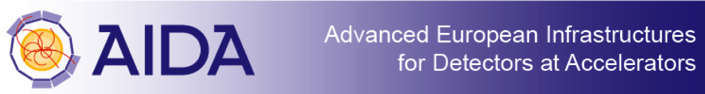 AIDA
Advanced European Infrastructures
for Detectors at Accelerators